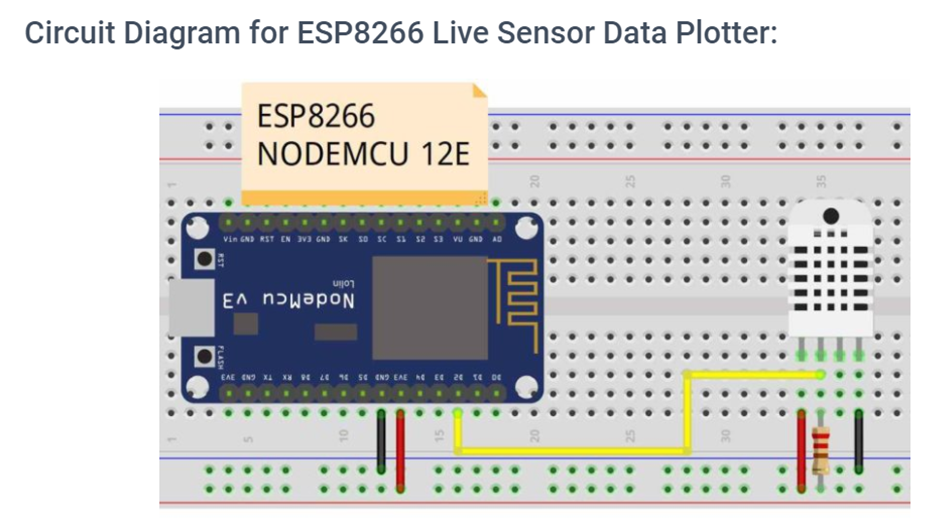 Circuit Diagram for ESP8266 Live Sensor Data Plotter:
ESP8266
NODEMCU 12E
1 20 25 30 35
Vin GND RST EN 3V3 GND SK SO SC S1 S2 S3 VU GND A0
RST
Lolin
NodeMcu v3
FLASH
3V3 GND TX RX D8 D7 D6 D5 GND 3V3 D4 D3 D2 D1 D0
1 5 10 15 20 25 30